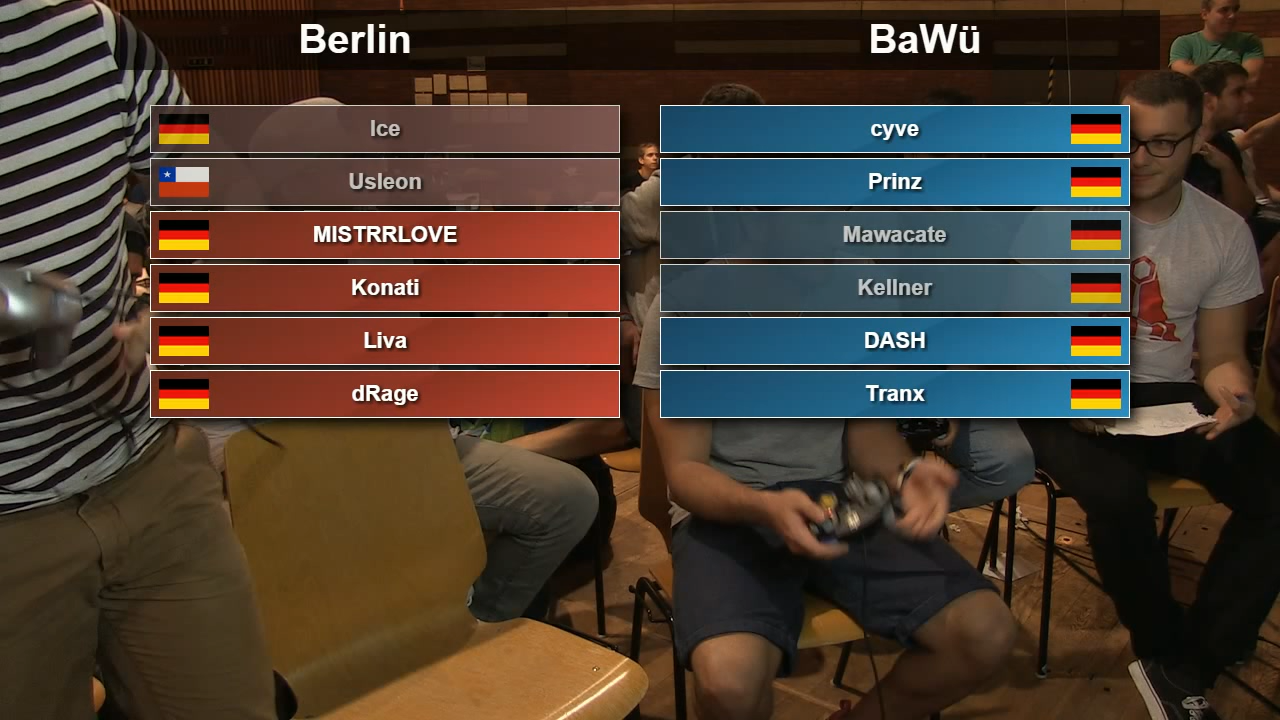 Berlin
BaWü
Ice
cyve
Usleon
Prinz
MISTRRLOVE
Mawacate
Konati
Kellner
Liva
DASH
dRage
Tranx